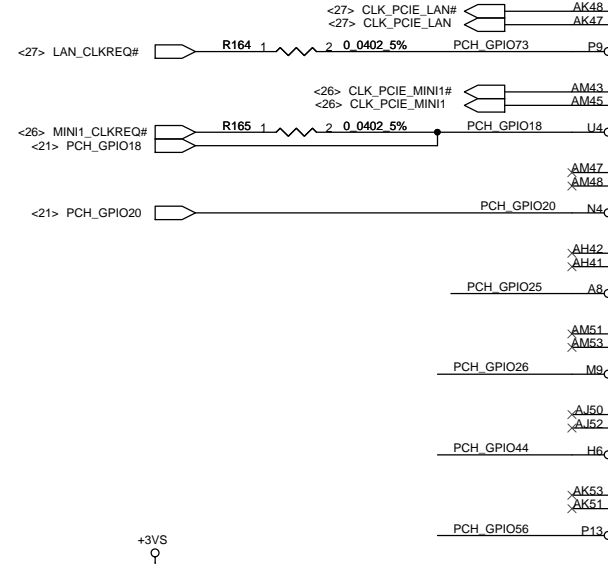 <27> CLK_PCIE_LAN# AK48
<27> CLK_PCIE_LAN AK47
<27> LAN_CLKREQ# R164 1 2 0_0402_5% PCH_GPIO73 P9
<26> CLK_PCIE_MINI1# AM43
<26> CLK_PCIE_MINI1 AM45
<26> MINI1_CLKREQ# R165 1 2 0_0402_5% PCH_GPIO18 U4
<21> PCH_GPIO18
AM47
AM48
<21> PCH_GPIO20 PCH_GPIO20 N4
AH42
AH41
PCH_GPIO25 A8
AM51
AM53
PCH_GPIO26 M9
AJ50
AJ52
PCH_GPIO44 H6
AK53
AK51
PCH_GPIO56 P13
+3VS